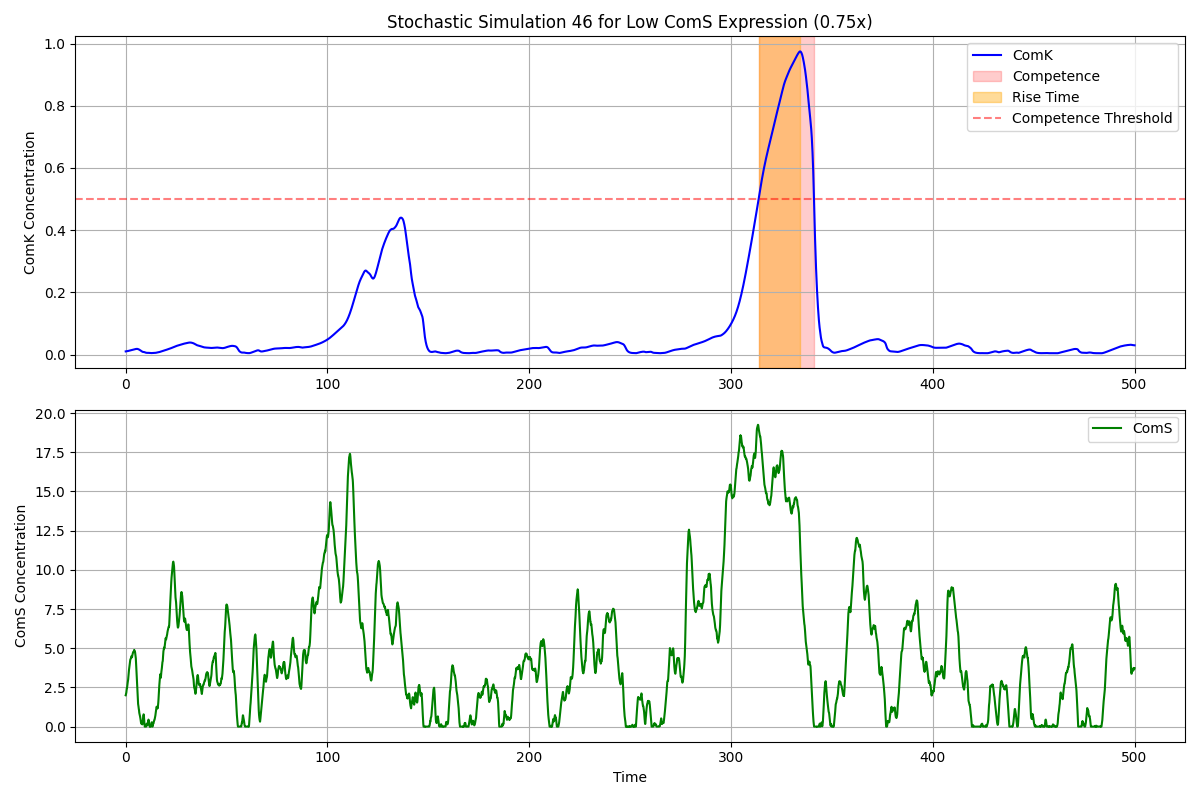 Stochastic Simulation 46 for Low ComS Expression (0.75x)
ComK Concentration
1.0
0.8
0.6
0.4
0.2
0.0
ComK
Competence
Rise Time
Competence Threshold
0 100 200 300 400 500
ComS Concentration
20.0
17.5
15.0
12.5
10.0
7.5
5.0
2.5
0.0
ComS
0 100 200 300 400 500
Time